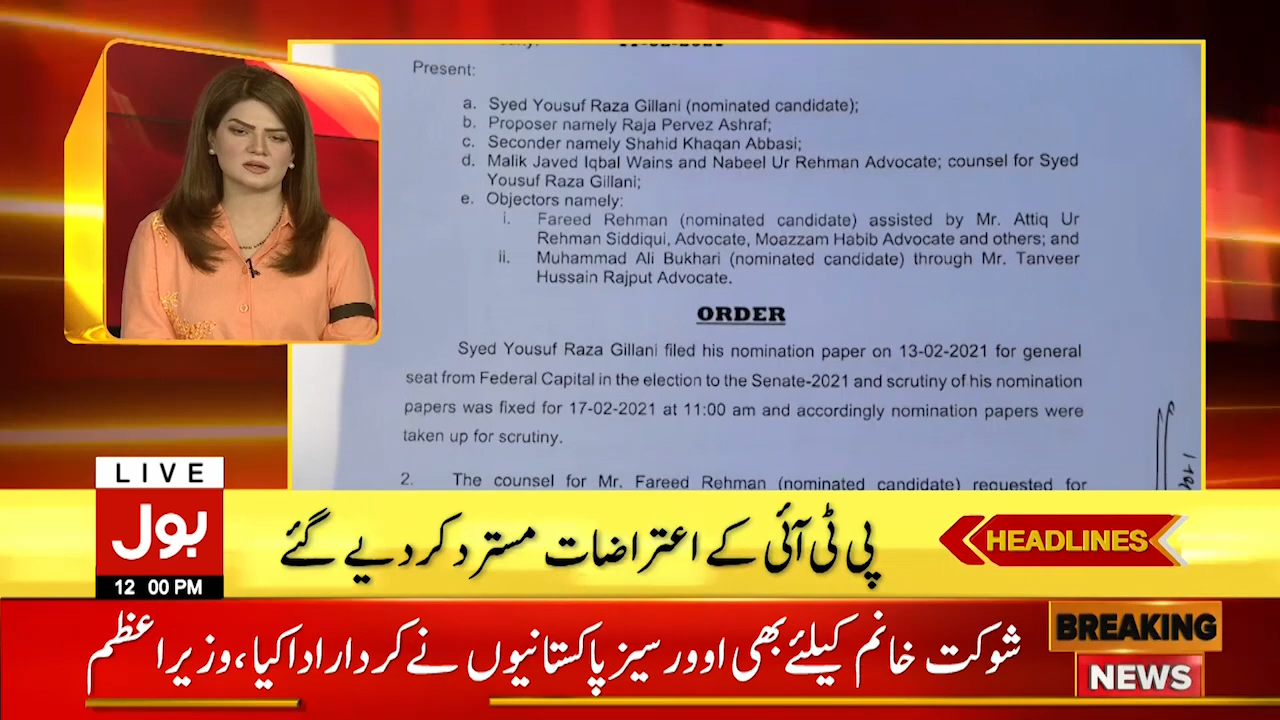 Present:
a. Syed Yousuf Raza Gillani (nominated candidate);
b. Proposer namely Raja Pervez Ashraf;
c. Seconder namely Shahid Khaqan Abbasi;
d. Malik Javed Iqbal Wains and Nabeel Ur Rehman Advocate; counsel for Syed
Yousuf Raza Gillani;
e. Objectors namely:
i. Fareed Rehman (nominated candidate) assisted by Mr. Attiq Ur
Rehman Siddiqui, Advocate, Moazzam Habib Advocate and others; and
ii. Muhammad Ali Bukhari (nominated candidate) through Mr. Tanveer
Hussain Rajput Advocate.
ORDER
Syed Yousuf Raza Gillani filed his nomination paper on 13-02-2021 for general
seat from Federal Capital in the election to the Senate-2021 and scrutiny of his nomination
papers was fixed for 17-02-2021 at 11:00 am and accordingly nomination papers were
taken up for scrutiny.
2. The counsel for Mr. Fareed Rehman (nominated candidate) requested for
LIVE
بول
12 00 PM
پی ٹی آئی کے اعتراضات مسترد کر دیے گئے
HEADLINES
شوکت خانم کیلئے بھی اوورسیز پاکستانیوں نے کردار ادا کیا، وزیراعظم
BREAKING
NEWS